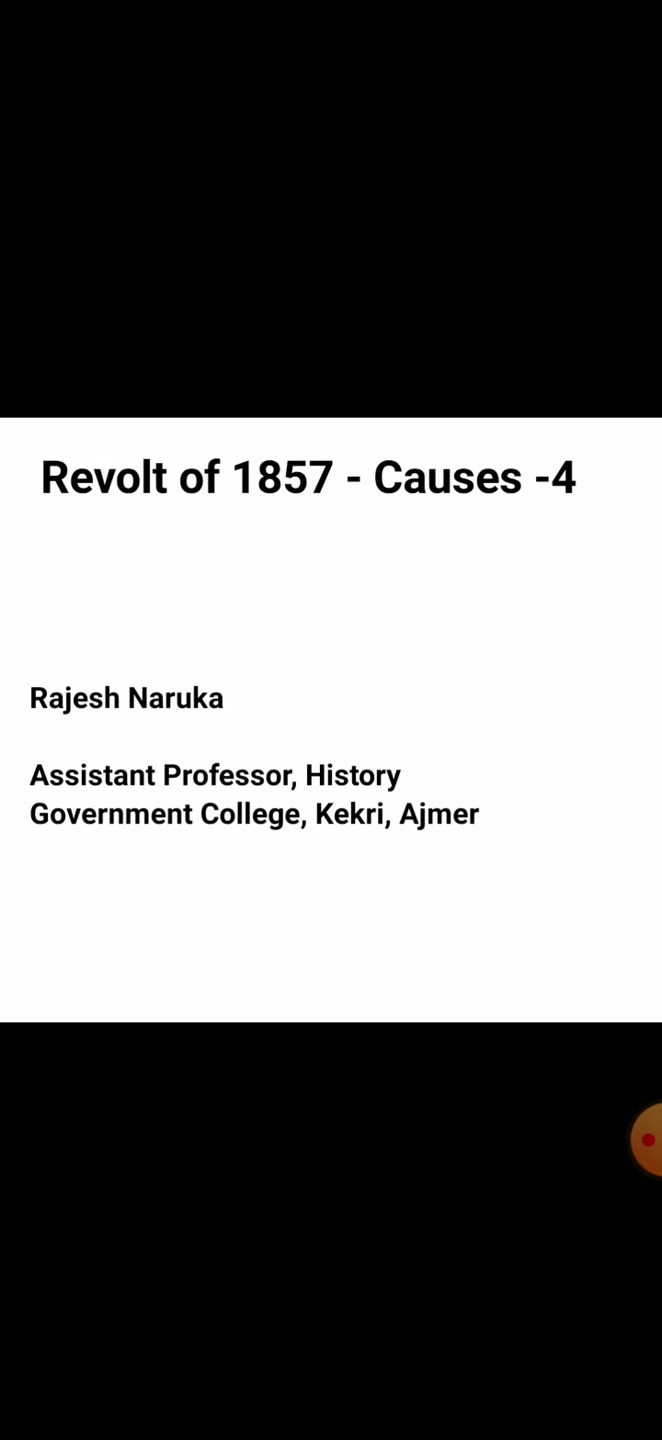 Revolt of 1857 - Causes -4
Rajesh Naruka
Assistant Professor, History
Government College, Kekri, Ajmer